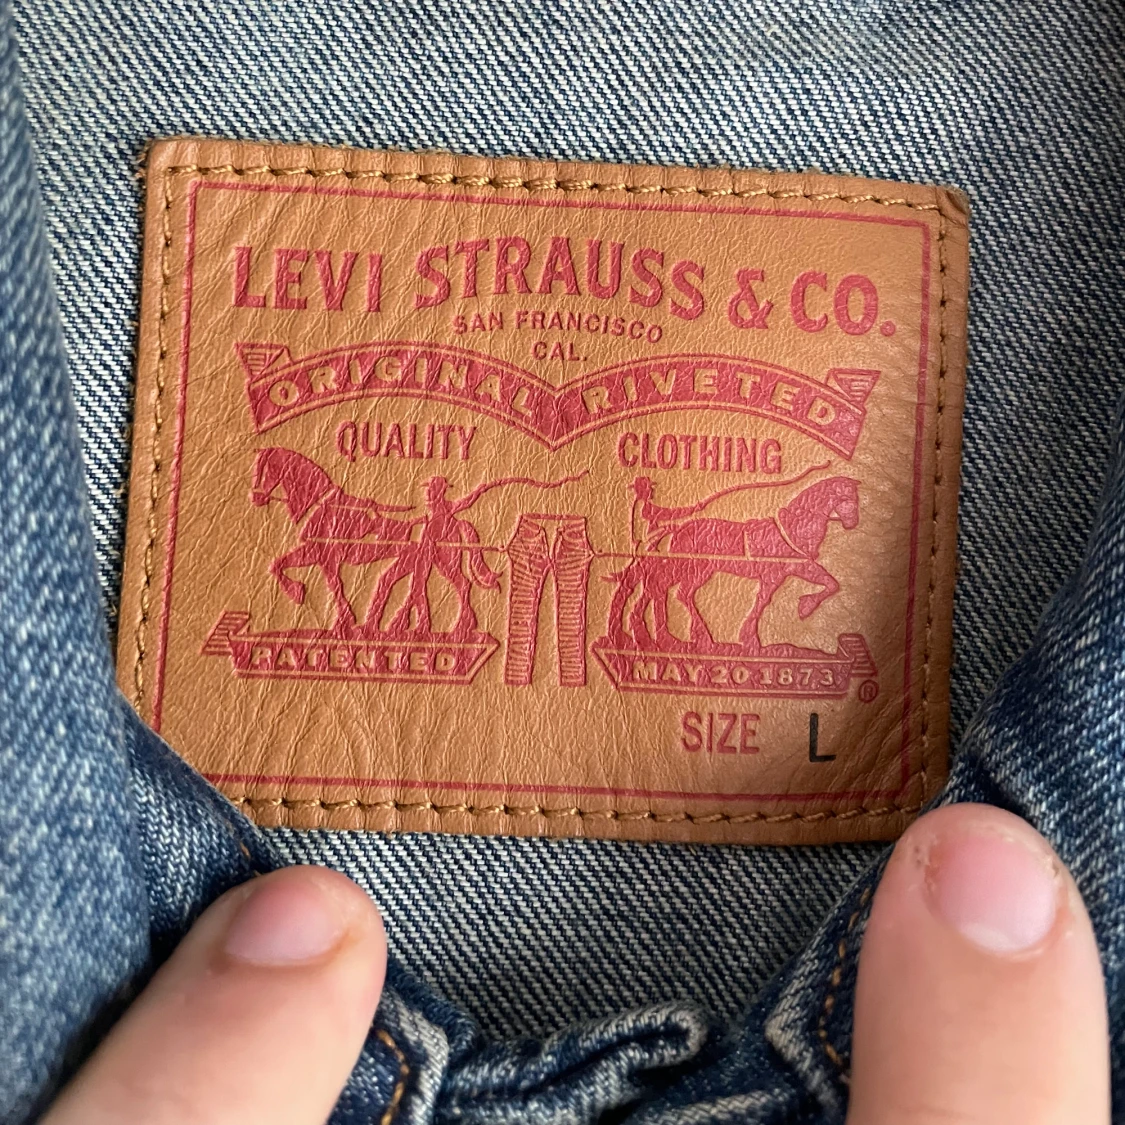 LEVI STRAUSS & CO.
SAN FRANCISCO
CAL.
ORIGINAL RIVETED
QUALITY CLOTHING
PATENTED MAY 20 1873 ®
SIZE L